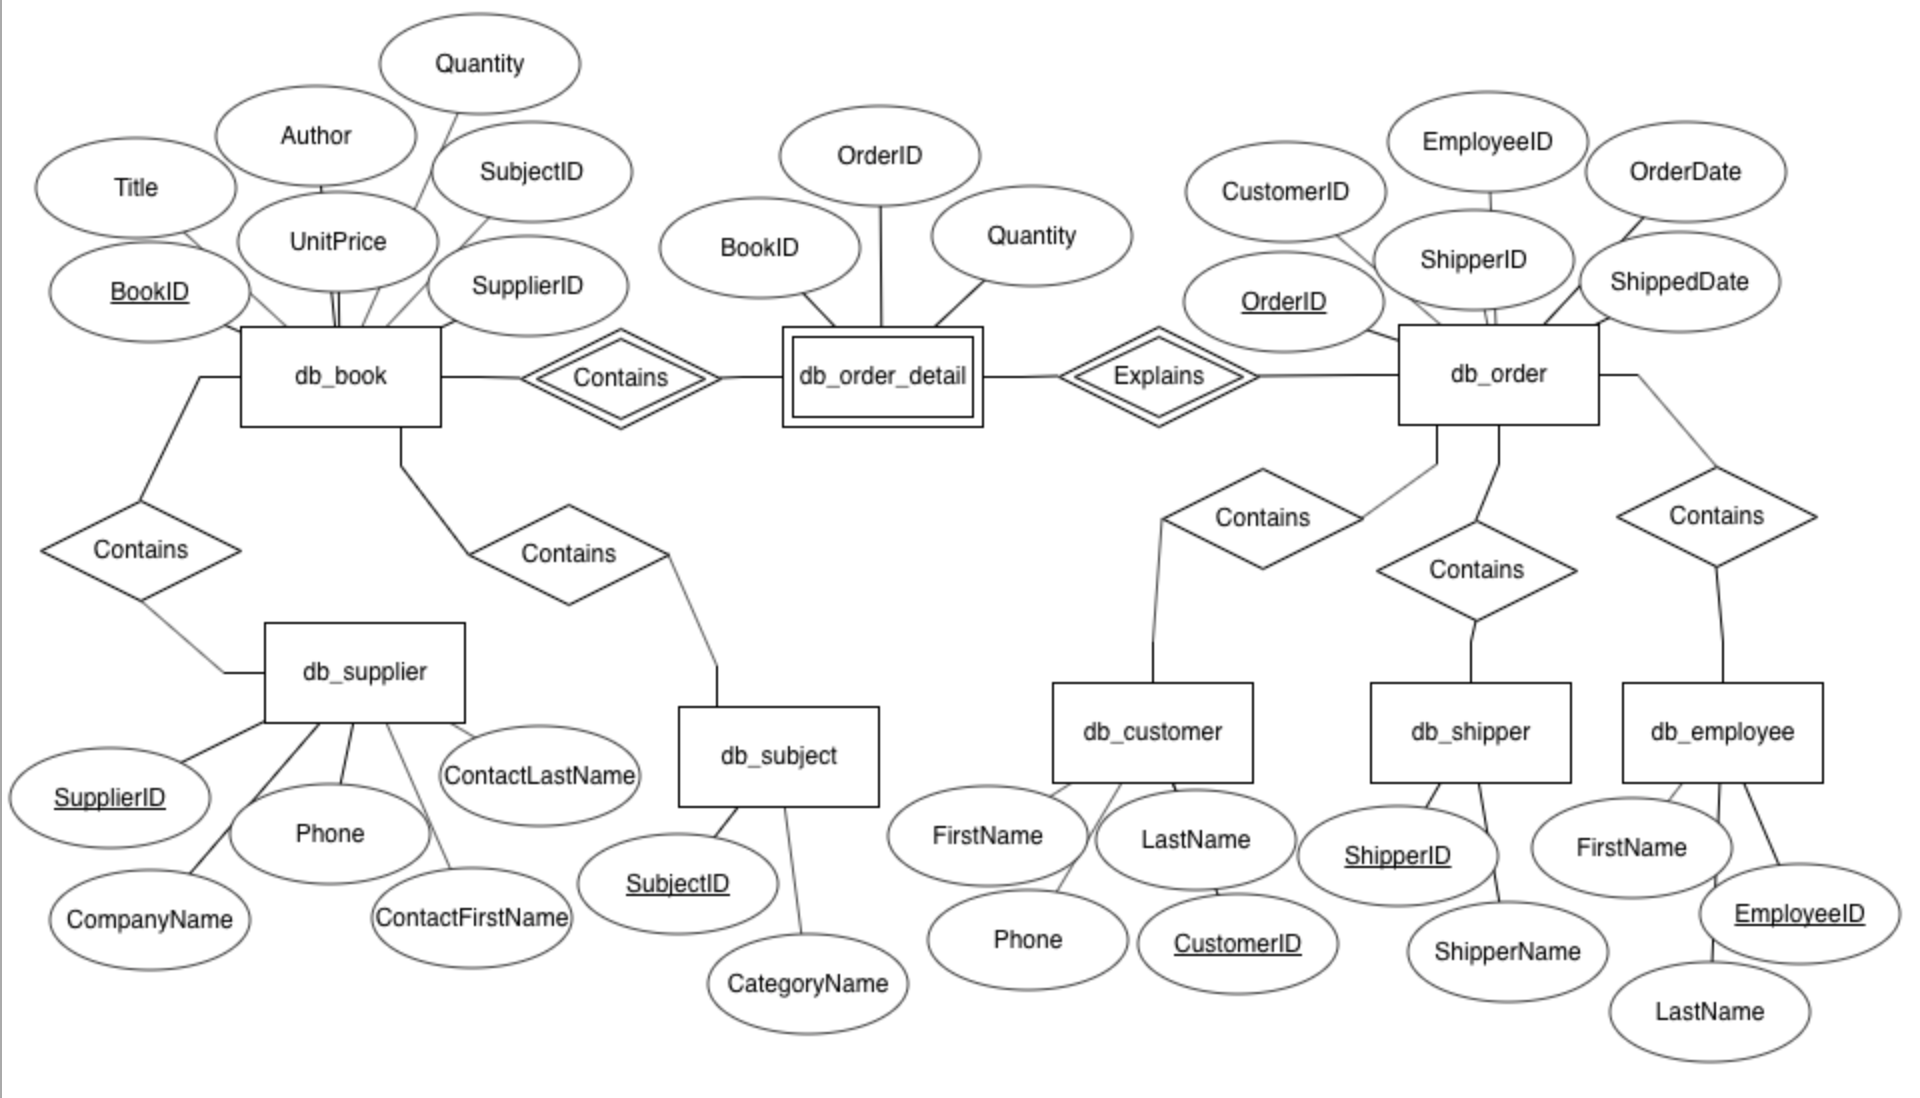 Quantity
Author
Title
SubjectID
UnitPrice
BookID
SupplierID
OrderID
BookID
Quantity
EmployeeID
CustomerID
OrderDate
ShipperID
OrderID
ShippedDate
db_book
Contains
db_order_detail
Explains
db_order
Contains
Contains
Contains
Contains
Contains
db_supplier
db_subject
db_customer
db_shipper
db_employee
SupplierID
Phone
ContactLastName
CompanyName
ContactFirstName
SubjectID
CategoryName
FirstName
LastName
Phone
CustomerID
ShipperID
ShipperName
FirstName
EmployeeID
LastName